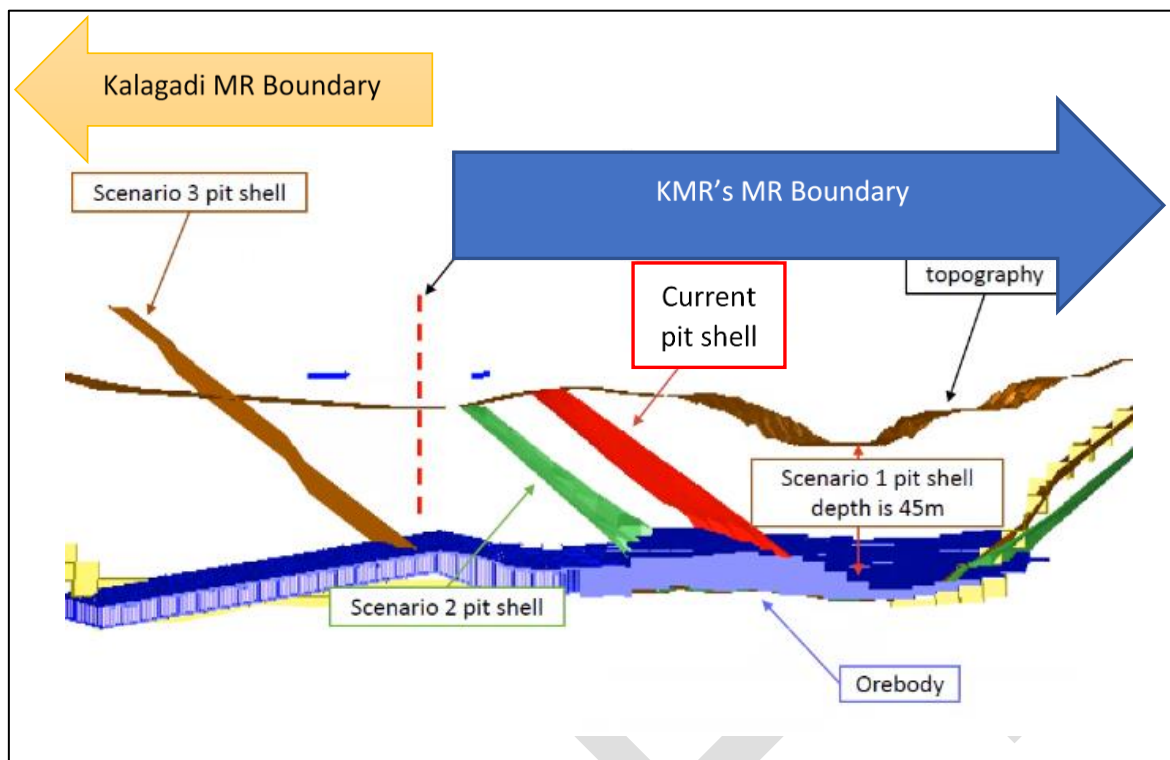 Kalagadi MR Boundary
Scenario 3 pit shell
KMR's MR Boundary
topography
Current
pit shell
Scenario 1 pit shell
depth is 45m
Scenario 2 pit shell
Orebody